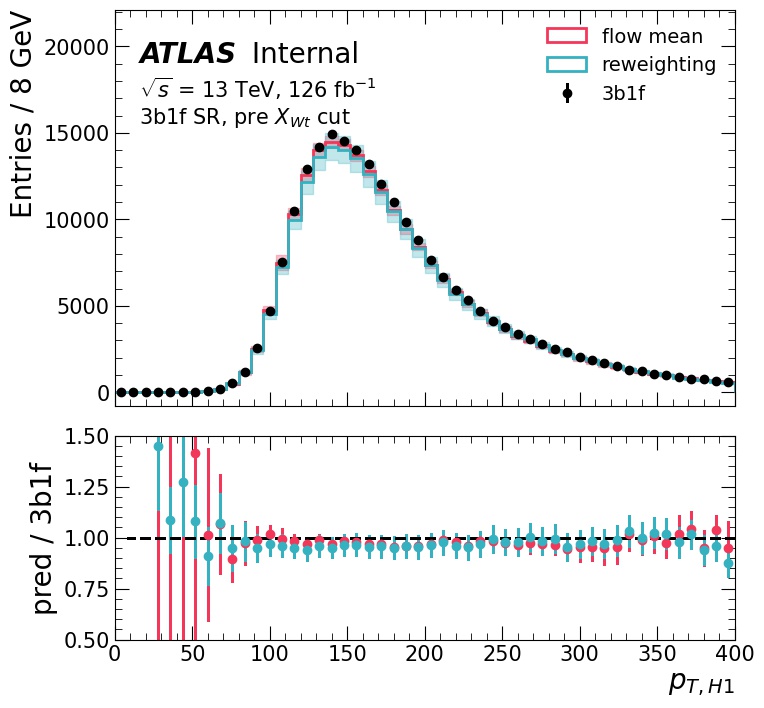 Entries / 8 GeV
20000
15000
10000
5000
0
ATLAS Internal
√s = 13 TeV, 126 fb⁻¹
3b1f SR, pre X_Wt cut
flow mean
reweighting
3b1f
pred / 3b1f
1.50
1.25
1.00
0.75
0.50
0 50 100 150 200 250 300 350 400
p_T, H1